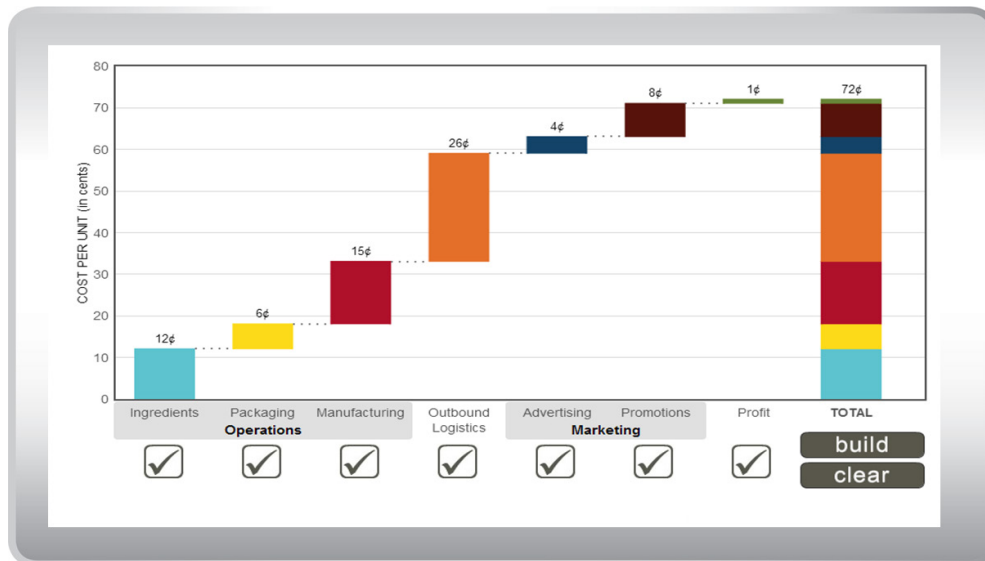 80
70
60
50
40
30
20
10
0
COST PER UNIT (in cents)
12¢
6¢
15¢
26¢
4¢
8¢
1¢
72¢
Ingredients
Packaging
Manufacturing
Operations
Outbound
Logistics
Advertising
Promotions
Marketing
Profit
TOTAL
build
clear